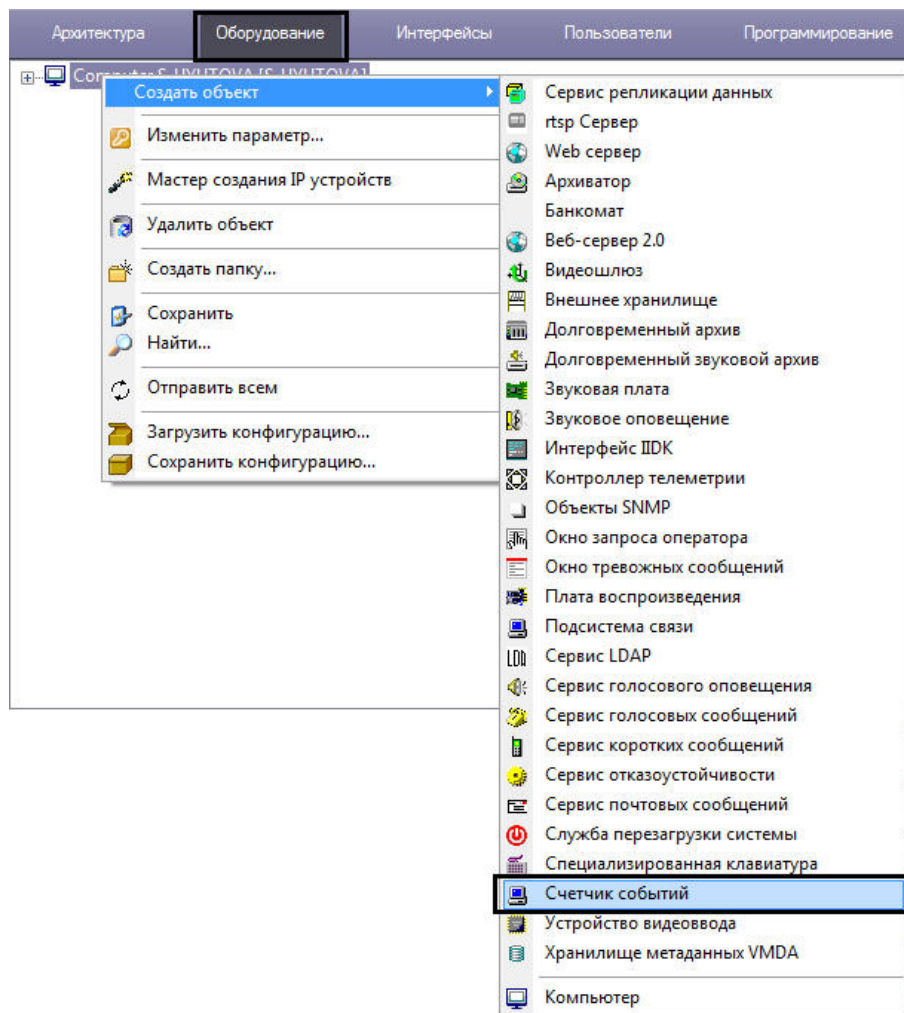 Архитектура Оборудование Интерфейсы Пользователи Программирование
Computer S-UYUTOVA [S-UYUTOVA]
Создать объект
Изменить параметр...
Мастер создания IP устройств
Удалить объект
Создать папку...
Сохранить
Найти...
Отправить всем
Загрузить конфигурацию...
Сохранить конфигурацию...
Сервис репликации данных
rtsp Сервер
Web сервер
Архиватор
Банкомат
Веб-сервер 2.0
Видеошлюз
Внешнее хранилище
Долговременный архив
Долговременный звуковой архив
Звуковая плата
Звуковое оповещение
Интерфейс IIDK
Контроллер телеметрии
Объекты SNMP
Окно запроса оператора
Окно тревожных сообщений
Плата воспроизведения
Подсистема связи
Сервис LDAP
Сервис голосового оповещения
Сервис голосовых сообщений
Сервис коротких сообщений
Сервис отказоустойчивости
Сервис почтовых сообщений
Служба перезагрузки системы
Специализированная клавиатура
Счетчик событий
Устройство видеоввода
Хранилище метаданных VMDA
Компьютер